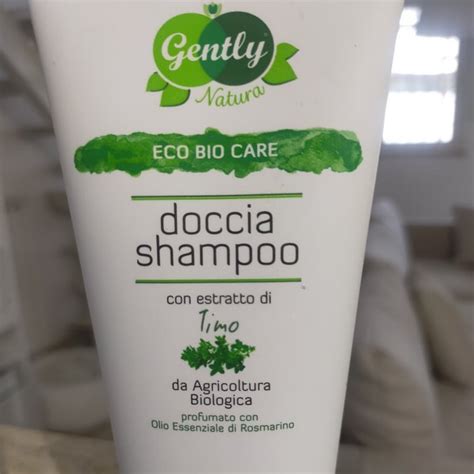 Gently
Natura
ECO BIO CARE
doccia
shampoo
con estratto di
Timo
da Agricoltura
Biologica
profumato con
Olio Essenziale di Rosmarino